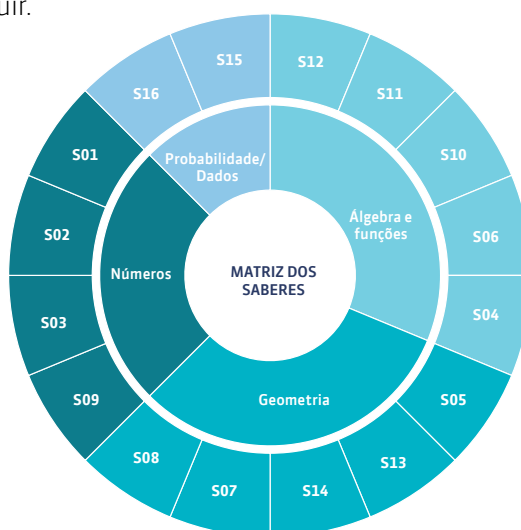 uir.
S16
S15
S12
S11
S01
S10
Probabilidade/
Dados
Álgebra e
funções
S02
S06
Números
MATRIZ DOS
SABERES
S03
S04
S09
Geometria
S05
S08
S13
S07
S14